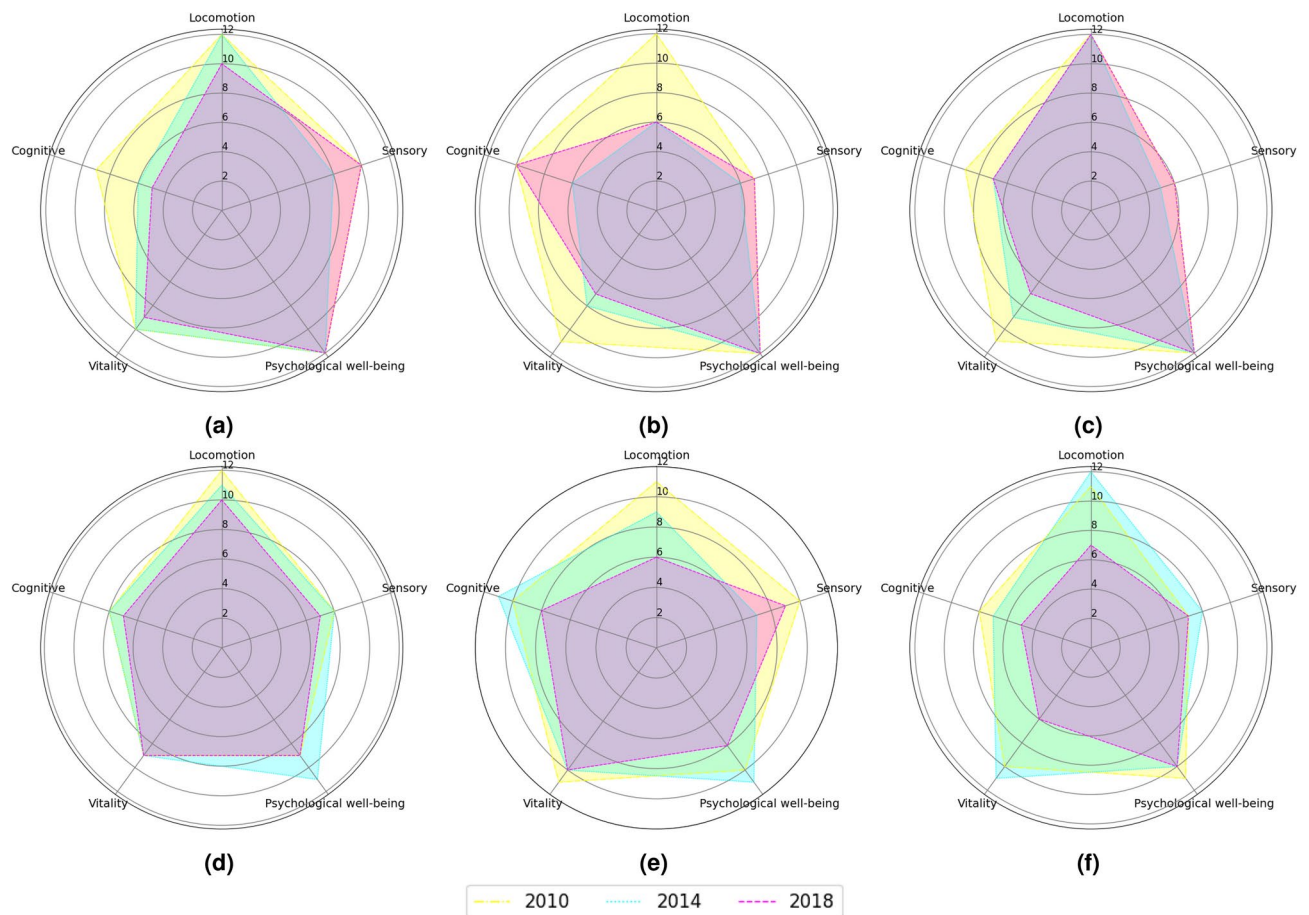 Locomotion
12
10
8
6
4
2
Cognitive
Sensory
Vitality
Psychological well-being
(a)
Locomotion
12
10
8
6
4
2
Cognitive
Sensory
Vitality
Psychological well-being
(b)
Locomotion
12
10
8
6
4
2
Cognitive
Sensory
Vitality
Psychological well-being
(c)
Locomotion
12
10
8
6
4
2
Cognitive
Sensory
Vitality
Psychological well-being
(d)
Locomotion
12
10
8
6
4
2
Cognitive
Sensory
Vitality
Psychological well-being
(e)
Locomotion
12
10
8
6
4
2
Cognitive
Sensory
Vitality
Psychological well-being
(f)
2010 2014 2018